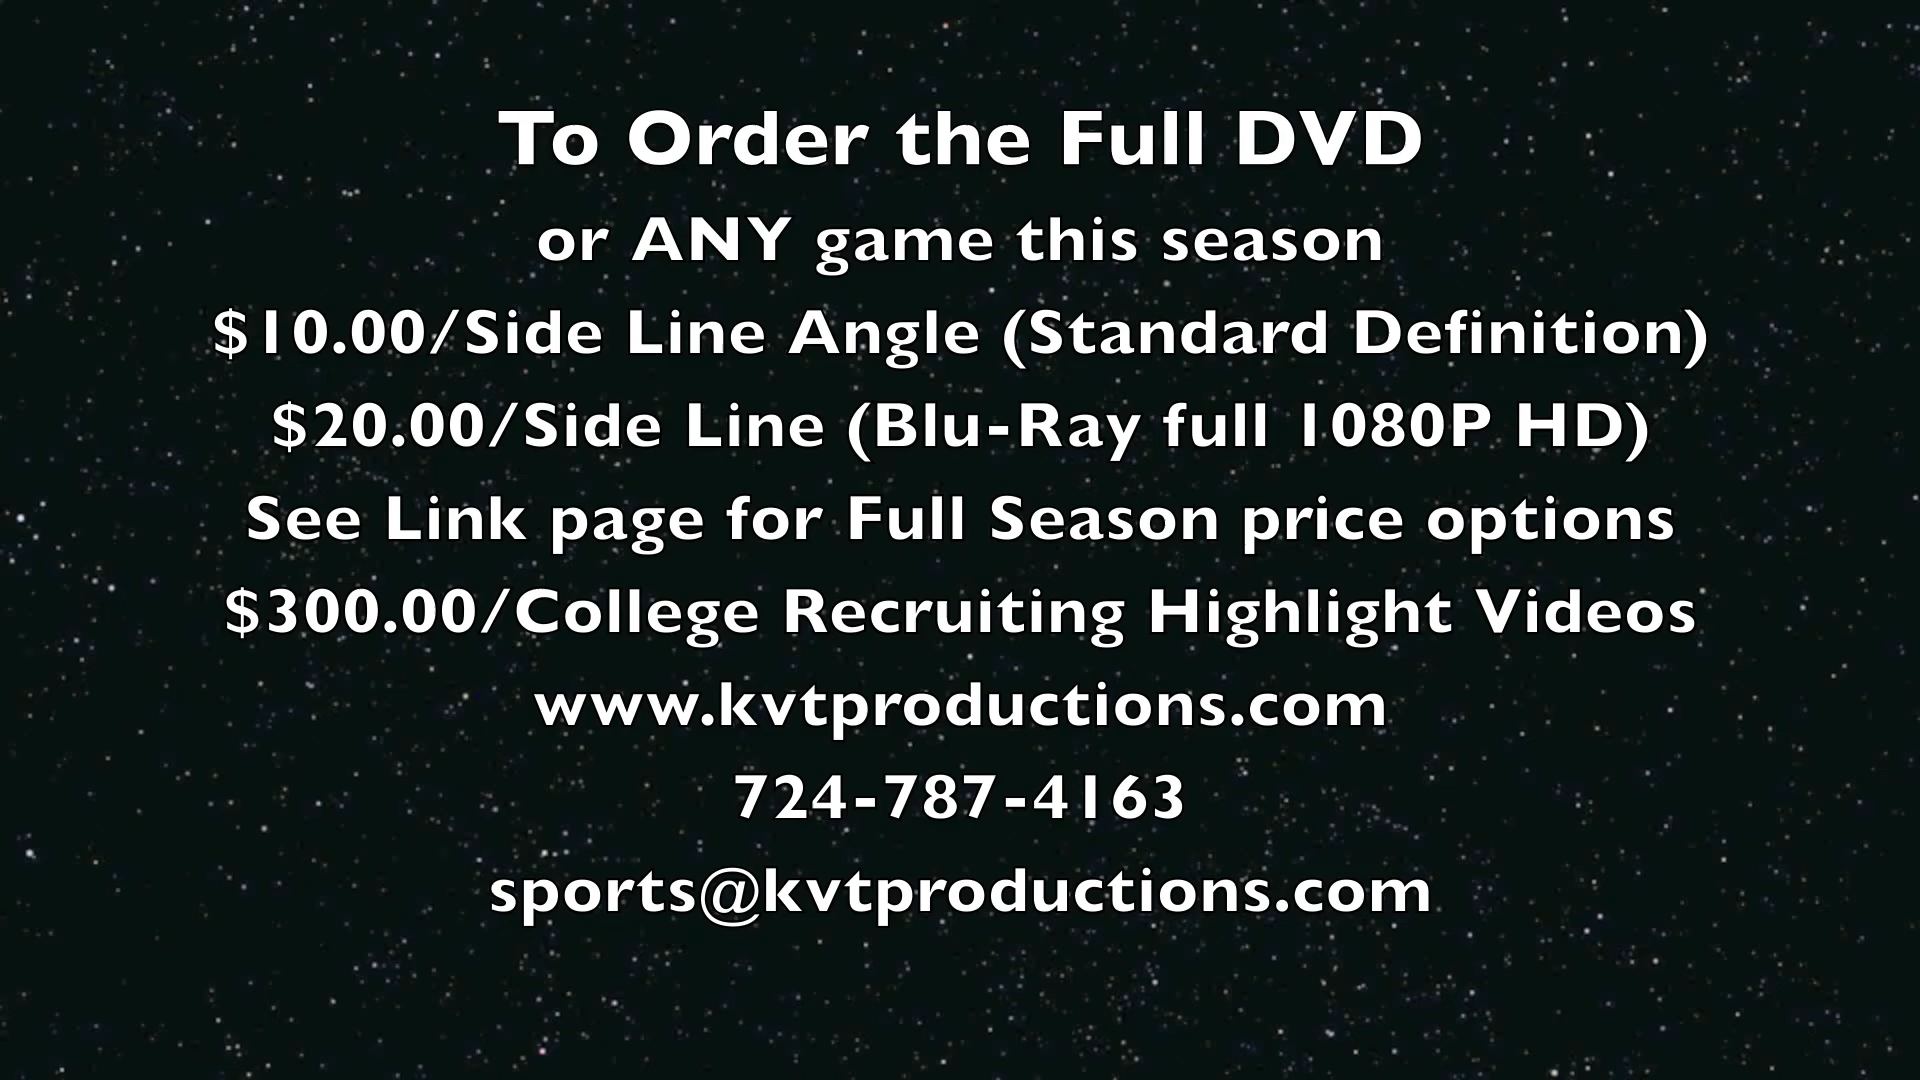 To Order the Full DVD
or ANY game this season
$10.00/Side Line Angle (Standard Definition)
$20.00/Side Line (Blu-Ray full 1080P HD)
See Link page for Full Season price options
$300.00/College Recruiting Highlight Videos
www.kvtproductions.com
724-787-4163
sports@kvtproductions.com